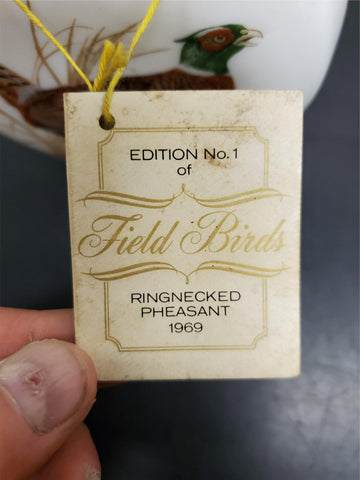 EDITION No. 1
of
Field Birds
RINGNECKED
PHEASANT
1969